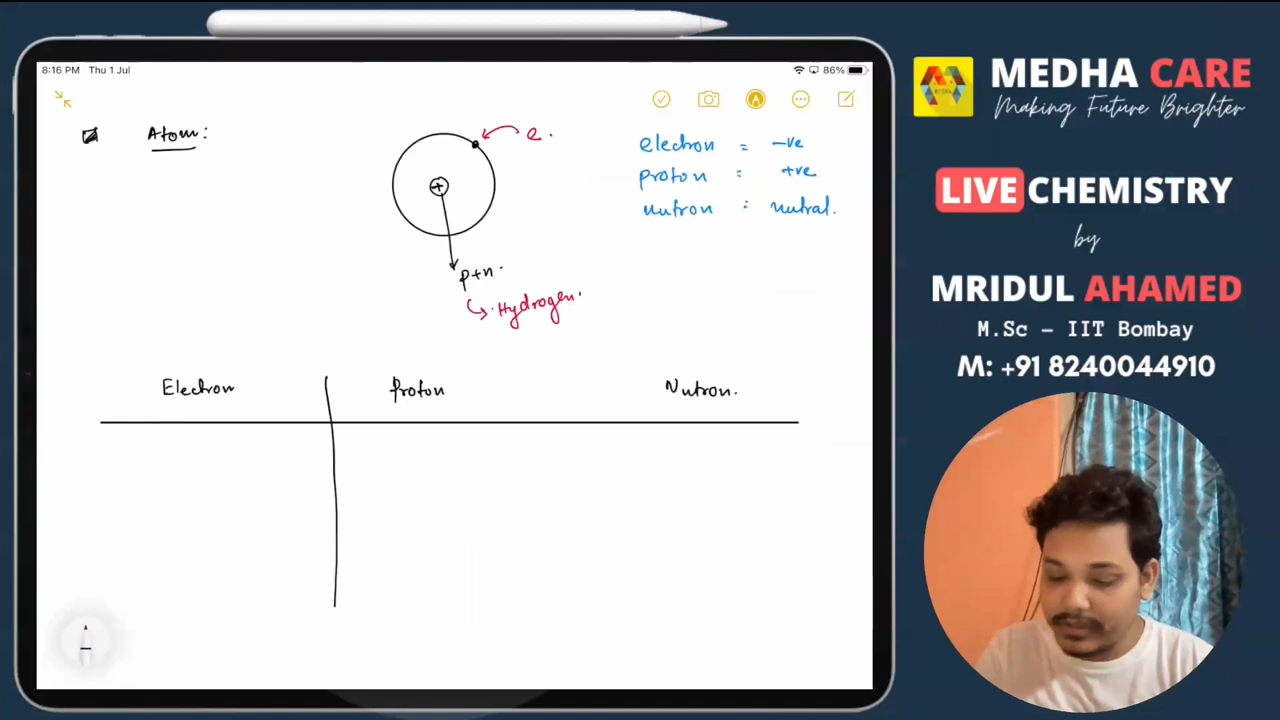 8:16 PM Thu 1 Jul
86%
Atom:
e.
electron = -ve
proton : +ve
nutron : nutral.
+
p+n.
Hydrogen.
Electron Proton Nutron.
MEDHA CARE
Making Future Brighter
LIVE CHEMISTRY
by
MRIDUL AHAMED
M.Sc – IIT Bombay
M: +91 8240044910